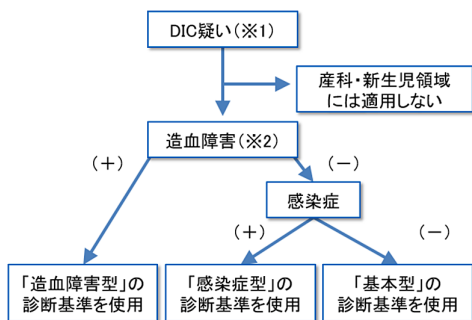 DIC疑い(※1)
産科・新生児領域
には適用しない
造血障害(※2)
(+)
(-)
感染症
(+)
(-)
「造血障害型」の
診断基準を使用
「感染症型」の
診断基準を使用
「基本型」の
診断基準を使用